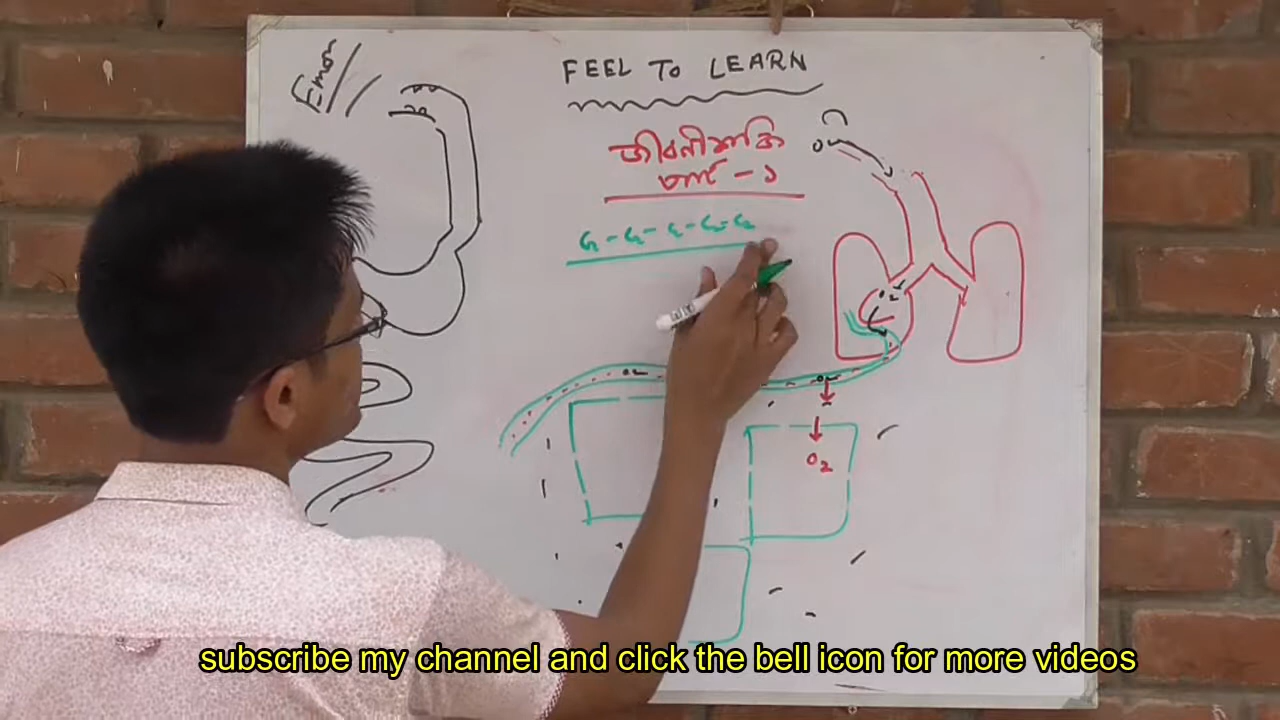 FEEL TO LEARN
জীবনীশক্তি
পার্ট - ১
G - G - G - G - G
O2
subscribe my channel and click the bell icon for more videos